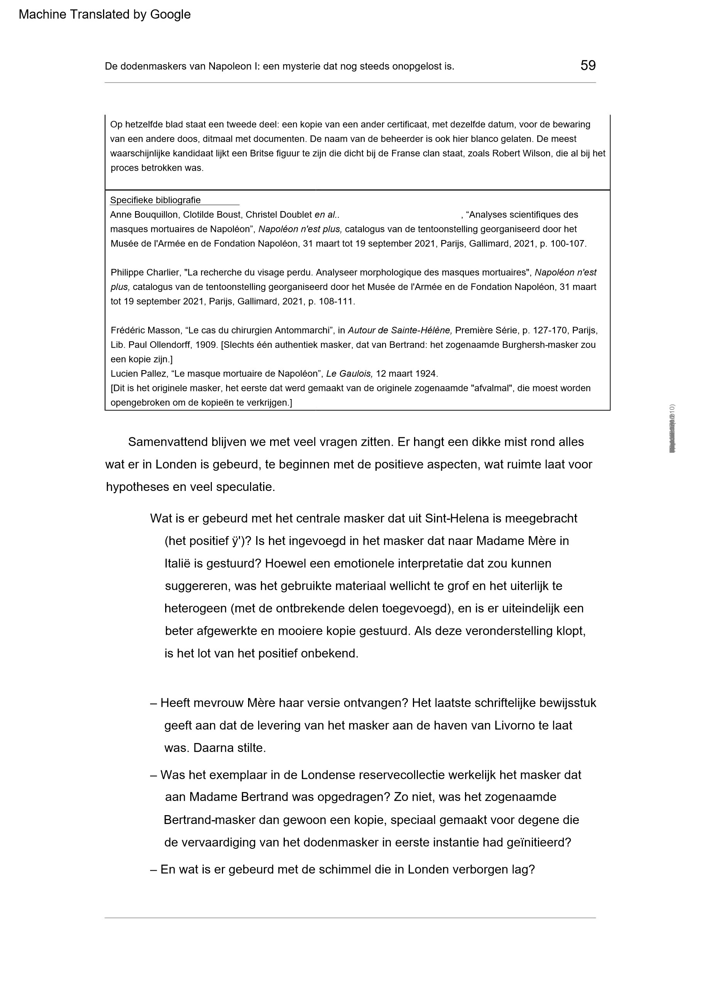 Machine Translated by Google
De dodenmaskers van Napoleon I: een mysterie dat nog steeds onopgelost is.
59
Op hetzelfde blad staat een tweede deel: een kopie van een ander certificaat, met dezelfde datum, voor de bewaring
van een andere doos, ditmaal met documenten. De naam van de beheerder is ook hier blanco gelaten. De meest
waarschijnlijke kandidaat lijkt een Britse figuur te zijn die dicht bij de Franse clan staat, zoals Robert Wilson, die al bij het
proces betrokken was.
Specifieke bibliografie
Anne Bouquillon, Clotilde Boust, Christel Doublet en al.. , “Analyses scientifiques des
masques mortuaires de Napoléon”, Napoléon n'est plus, catalogus van de tentoonstelling georganiseerd door het
Musée de l'Armée en de Fondation Napoléon, 31 maart tot 19 september 2021, Parijs, Gallimard, 2021, p. 100-107.
Philippe Charlier, "La recherche du visage perdu. Analyseer morphologique des masques mortuaires", Napoléon n'est
plus, catalogus van de tentoonstelling georganiseerd door het Musée de l'Armée en de Fondation Napoléon, 31 maart
tot 19 september 2021, Parijs, Gallimard, 2021, p. 108-111.
Frédéric Masson, “Le cas du chirurgien Antommarchi”, in Autour de Sainte-Hélène, Première Série, p. 127-170, Parijs,
Lib. Paul Ollendorff, 1909. [Slechts één authentiek masker, dat van Bertrand: het zogenaamde Burghersh-masker zou
een kopie zijn.]
Lucien Pallez, “Le masque mortuaire de Napoléon”, Le Gaulois, 12 maart 1924.
[Dit is het originele masker, het eerste dat werd gemaakt van de originele zogenaamde "afvalmal", die moest worden
opengebroken om de kopieën te verkrijgen.]
Samenvattend blijven we met veel vragen zitten. Er hangt een dikke mist rond alles
wat er in Londen is gebeurd, te beginnen met de positieve aspecten, wat ruimte laat voor
hypotheses en veel speculatie.
Wat is er gebeurd met het centrale masker dat uit Sint-Helena is meegebracht
(het positief ÿ')? Is het ingevoegd in het masker dat naar Madame Mère in
Italië is gestuurd? Hoewel een emotionele interpretatie dat zou kunnen
suggereren, was het gebruikte materiaal wellicht te grof en het uiterlijk te
heterogeen (met de ontbrekende delen toegevoegd), en is er uiteindelijk een
beter afgewerkte en mooiere kopie gestuurd. Als deze veronderstelling klopt,
is het lot van het positief onbekend.
– Heeft mevrouw Mère haar versie ontvangen? Het laatste schriftelijke bewijsstuk
geeft aan dat de levering van het masker aan de haven van Livorno te laat
was. Daarna stilte.
– Was het exemplaar in de Londense reservecollectie werkelijk het masker dat
aan Madame Bertrand was opgedragen? Zo niet, was het zogenaamde
Bertrand-masker dan gewoon een kopie, speciaal gemaakt voor degene die
de vervaardiging van het dodenmasker in eerste instantie had geïnitieerd?
– En wat is er gebeurd met de schimmel die in Londen verborgen lag?